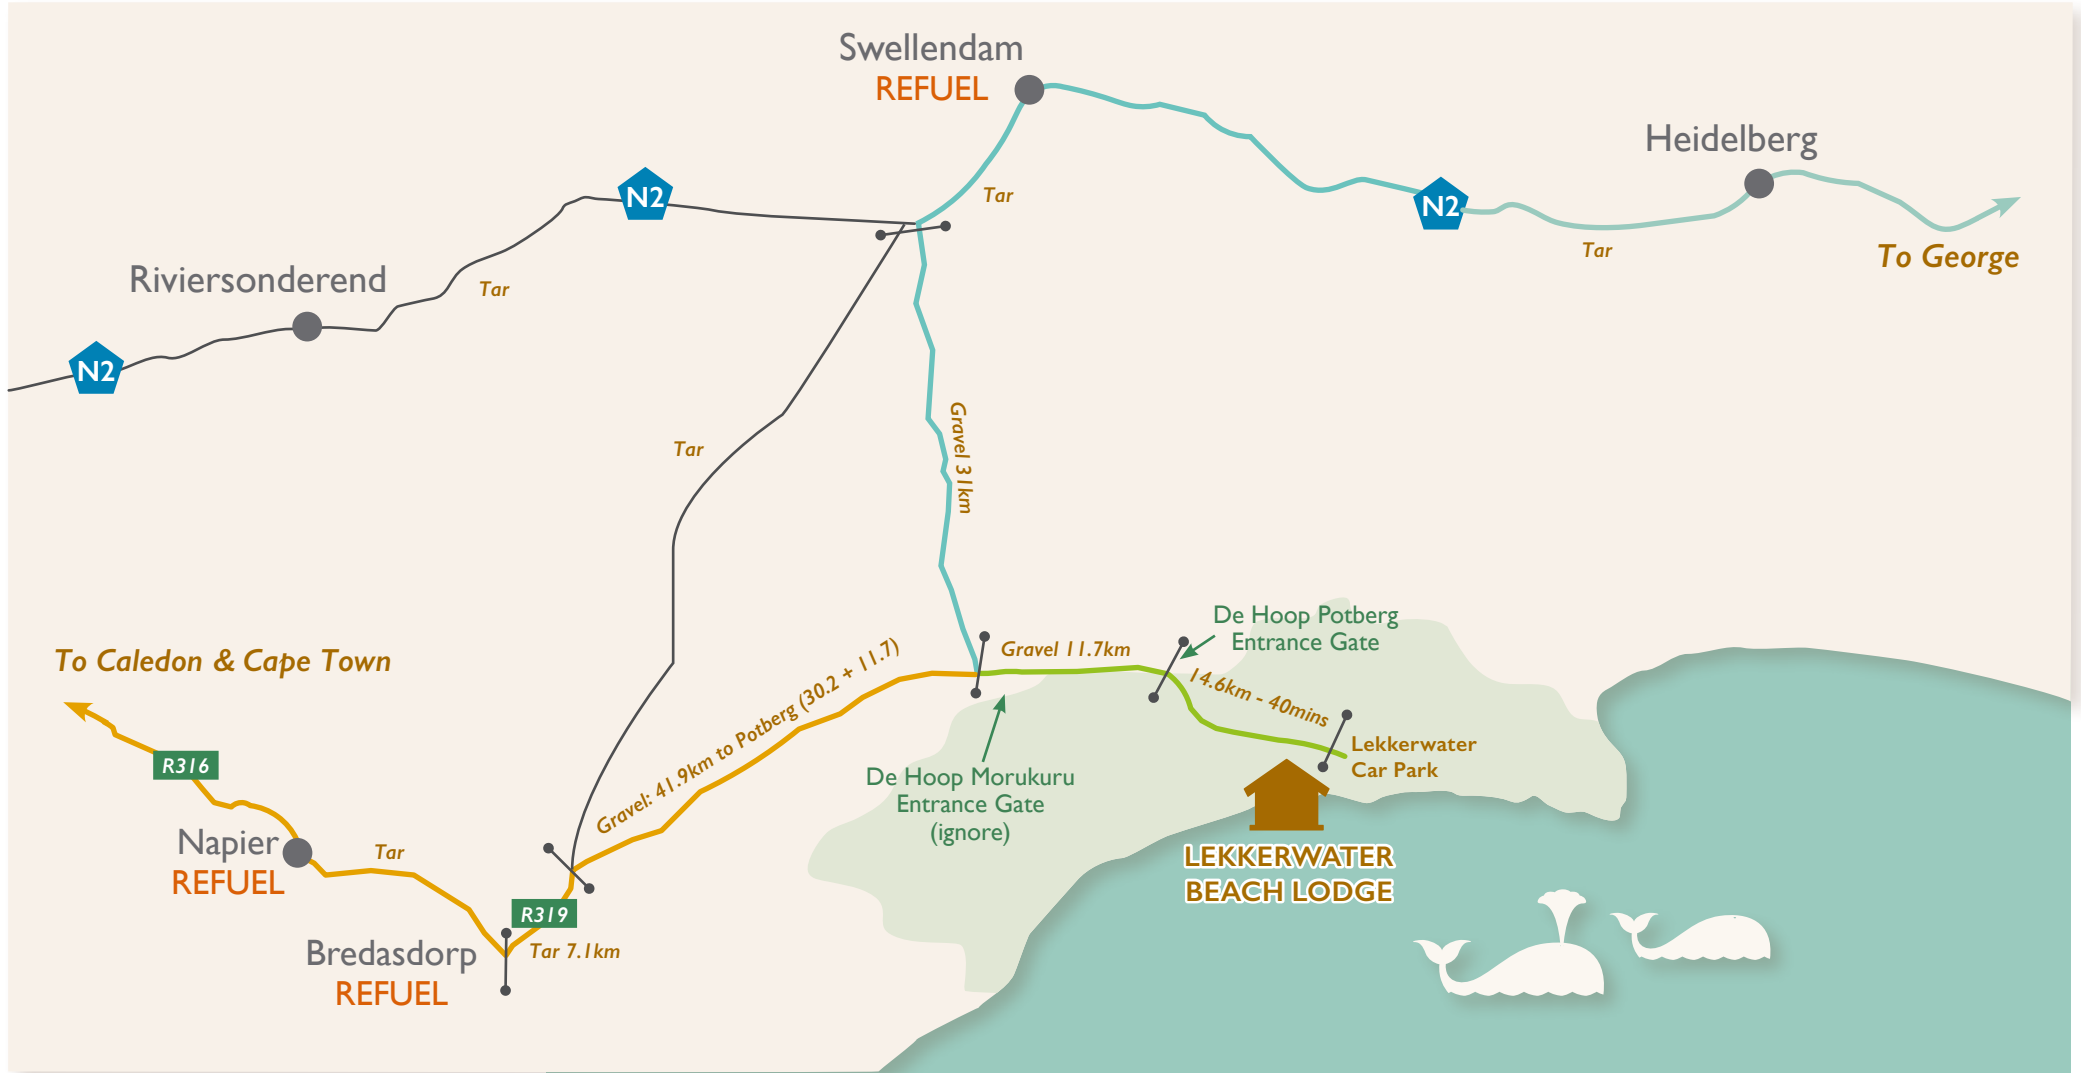 Swellendam
REFUEL
Heidelberg
N2
Tar
N2
Tar
To George
Riviersonderend
Tar
N2
Tar
Gravel 31km
De Hoop Potberg
Entrance Gate
Gravel 11.7km
To Caledon & Cape Town
Gravel: 41.9km to Potberg (30.2 + 11.7)
14.6km - 40mins
Lekkerwater
Car Park
R316
De Hoop Morukuru
Entrance Gate
(ignore)
Napier
REFUEL
Tar
LEKKERWATER
BEACH LODGE
R319
Tar 7.1km
Bredasdorp
REFUEL